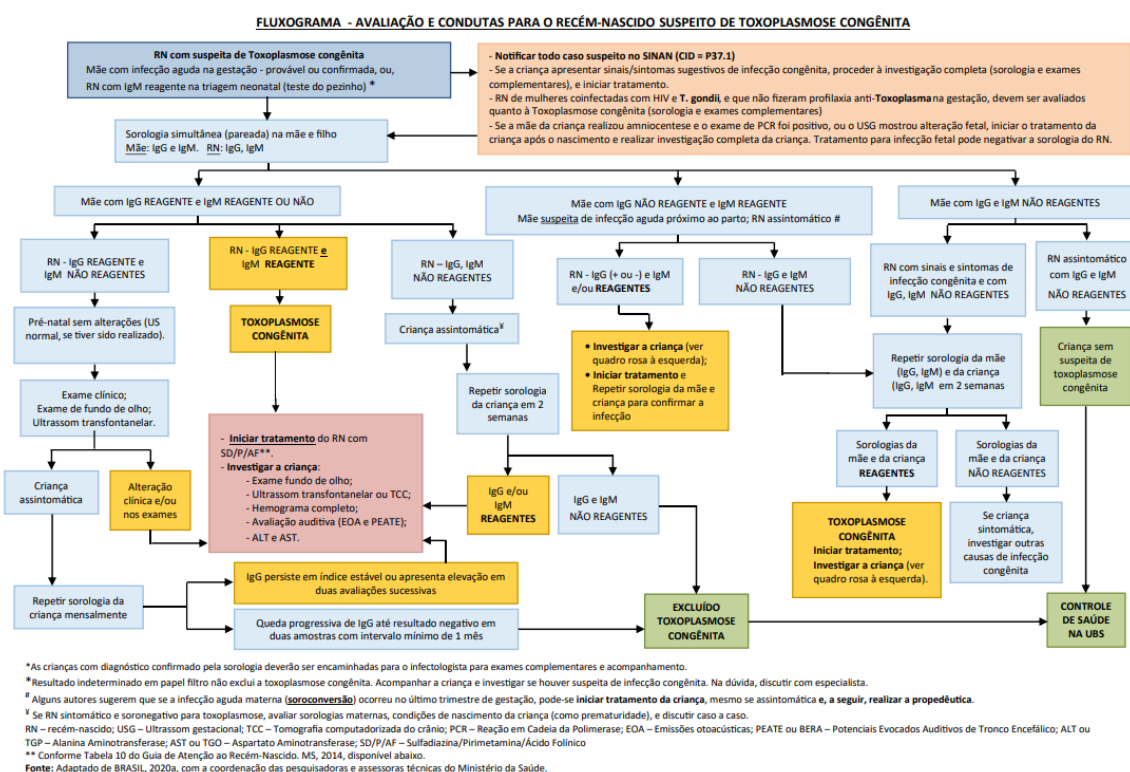 FLUXOGRAMA - AVALIAÇÃO E CONDUTAS PARA O RECÉM-NASCIDO SUSPEITO DE TOXOPLASMOSE CONGÊNITA
RN com suspeita de Toxoplasmose congênita
Mãe com infecção aguda na gestação - provável ou confirmada, ou,
RN com IgM reagente na triagem neonatal (teste do pezinho) *
- Notificar todo caso suspeito no SINAN (CID = P37.1)
- Se a criança apresentar sinais/sintomas sugestivos de infecção congênita, proceder à investigação completa (sorologia e exames
complementares), e iniciar tratamento.
- RN de mulheres coinfectadas com HIV e T. gondii, e que não fizeram profilaxia anti-Toxoplasma na gestação, devem ser avaliados
quanto à Toxoplasmose congênita (sorologia e exames complementares)
- Se a mãe da criança realizou amniocentese e o exame de PCR foi positivo, ou o USG mostrou alteração fetal, iniciar o tratamento da
criança após o nascimento e realizar investigação completa da criança. Tratamento para infecção fetal pode negativar a sorologia do RN.
Sorologia simultânea (pareada) na mãe e filho
Mãe: IgG e IgM. RN: IgG, IgM
Mãe com IgG REAGENTE e IgM REAGENTE OU NÃO
Mãe com IgG NÃO REAGENTE e IgM REAGENTE
Mãe suspeita de infecção aguda próximo ao parto; RN assintomático #
Mãe com IgG e IgM NÃO REAGENTES
RN - IgG REAGENTE e
IgM NÃO REAGENTES
RN - IgG REAGENTE e
IgM REAGENTE
RN – IgG, IgM
NÃO REAGENTES
RN - IgG (+ ou -) e IgM
e/ou REAGENTES
RN - IgG e IgM
NÃO REAGENTES
RN com sinais e sintomas de
infecção congênita e com
IgG, IgM NÃO REAGENTES
RN assintomático
com IgG e IgM
NÃO REAGENTES
Pré-natal sem alterações (US
normal, se tiver sido realizado).
TOXOPLASMOSE
CONGÊNITA
Criança assintomática¥
• Investigar a criança (ver
quadro rosa à esquerda);
• Iniciar tratamento e
Repetir sorologia da mãe e
criança para confirmar a
infecção
Repetir sorologia da mãe
(IgG, IgM) e da criança
(IgG, IgM em 2 semanas
Criança sem
suspeita de
toxoplasmose
congênita
Exame clínico;
Exame de fundo de olho;
Ultrassom transfontanelar.
Repetir sorologia
da criança em 2
semanas
- Iniciar tratamento do RN com
SD/P/AF**.
- Investigar a criança:
- Exame fundo de olho;
- Ultrassom transfontanelar ou TCC;
- Hemograma completo;
- Avaliação auditiva (EOA e PEATE);
- ALT e AST.
Sorologias da
mãe e da criança
REAGENTES
Sorologias da
mãe e da criança
NÃO REAGENTES
Criança
assintomática
Alteração
clínica e/ou
nos exames
IgG e/ou
IgM
REAGENTES
IgG e IgM
NÃO REAGENTES
TOXOPLASMOSE
CONGÊNITA
Iniciar tratamento;
Investigar a criança (ver
quadro rosa à esquerda).
Se criança
sintomática,
investigar outras
causas de infecção
congênita
Repetir sorologia da
criança mensalmente
IgG persiste em índice estável ou apresenta elevação em
duas avaliações sucessivas
Queda progressiva de IgG até resultado negativo em
duas amostras com intervalo mínimo de 1 mês
EXCLUÍDO
TOXOPLASMOSE
CONGÊNITA
CONTROLE
DE SAÚDE
NA UBS
*As crianças com diagnóstico confirmado pela sorologia deverão ser encaminhadas para o infectologista para exames complementares e acompanhamento.
*Resultado indeterminado em papel filtro não exclui a toxoplasmose congênita. Acompanhar a criança e investigar se houver suspeita de infecção congênita. Na dúvida, discutir com especialista.
# Alguns autores sugerem que se a infecção aguda materna (soroconversão) ocorreu no último trimestre de gestação, pode-se iniciar tratamento da criança, mesmo se assintomática e, a seguir, realizar a propedêutica.
¥ Se RN sintomático e soronegativo para toxoplasmose, avaliar sorologias maternas, condições de nascimento da criança (como prematuridade), e discutir caso a caso.
RN – recém-nascido; USG – Ultrassom gestacional; TCC – Tomografia computadorizada do crânio; PCR – Reação em Cadeia da Polimerase; EOA – Emissões otoacústicas; PEATE ou BERA – Potenciais Evocados Auditivos de Tronco Encefálico; ALT ou
TGP – Alanina Aminotransferase; AST ou TGO – Aspartato Aminotransferase; SD/P/AF – Sulfadiazina/Pirimetamina/Ácido Folínico
** Conforme Tabela 10 do Guia de Atenção ao Recém-Nascido. MS, 2014, disponível abaixo.
Fonte: Adaptado de BRASIL, 2020a, com a coordenação das pesquisadoras e assessoras técnicas do Ministério da Saúde.